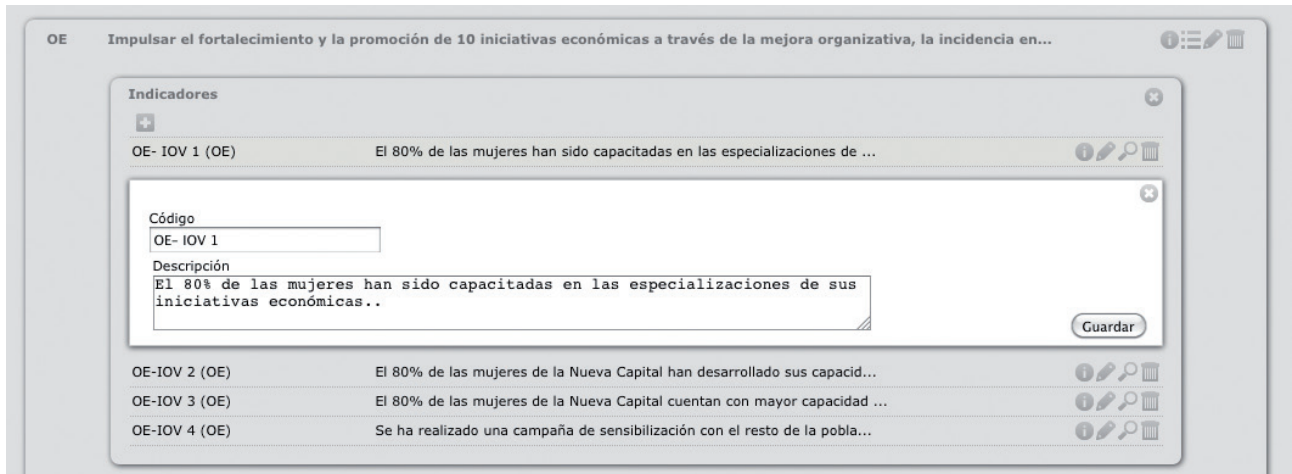 OE Impulsar el fortalecimiento y la promoción de 10 iniciativas económicas a través de la mejora organizativa, la incidencia en...
Indicadores
OE- IOV 1 (OE) El 80% de las mujeres han sido capacitadas en las especializaciones de ...
Código
OE- IOV 1
Descripción
El 80% de las mujeres han sido capacitadas en las especializaciones de sus
iniciativas económicas..
Guardar
OE-IOV 2 (OE) El 80% de las mujeres de la Nueva Capital han desarrollado sus capacid...
OE-IOV 3 (OE) El 80% de las mujeres de la Nueva Capital cuentan con mayor capacidad ...
OE-IOV 4 (OE) Se ha realizado una campaña de sensibilización con el resto de la pobla...